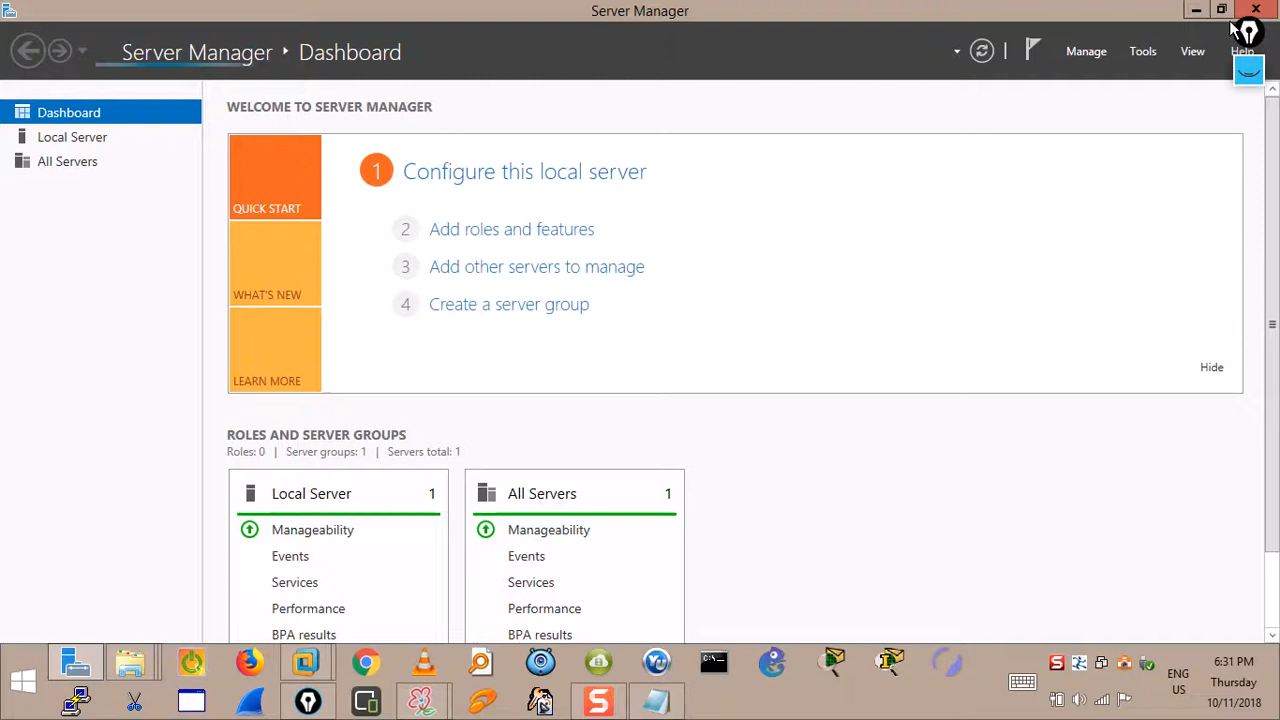 Server Manager
Server Manager ‣ Dashboard
Manage Tools View Help
Dashboard
Local Server
All Servers
WELCOME TO SERVER MANAGER
QUICK START
WHAT'S NEW
LEARN MORE
1 Configure this local server
2 Add roles and features
3 Add other servers to manage
4 Create a server group
Hide
ROLES AND SERVER GROUPS
Roles: 0 | Server groups: 1 | Servers total: 1
Local Server 1
Manageability
Events
Services
Performance
BPA results
All Servers 1
Manageability
Events
Services
Performance
BPA results
ENG
US
6:31 PM
Thursday
10/11/2018